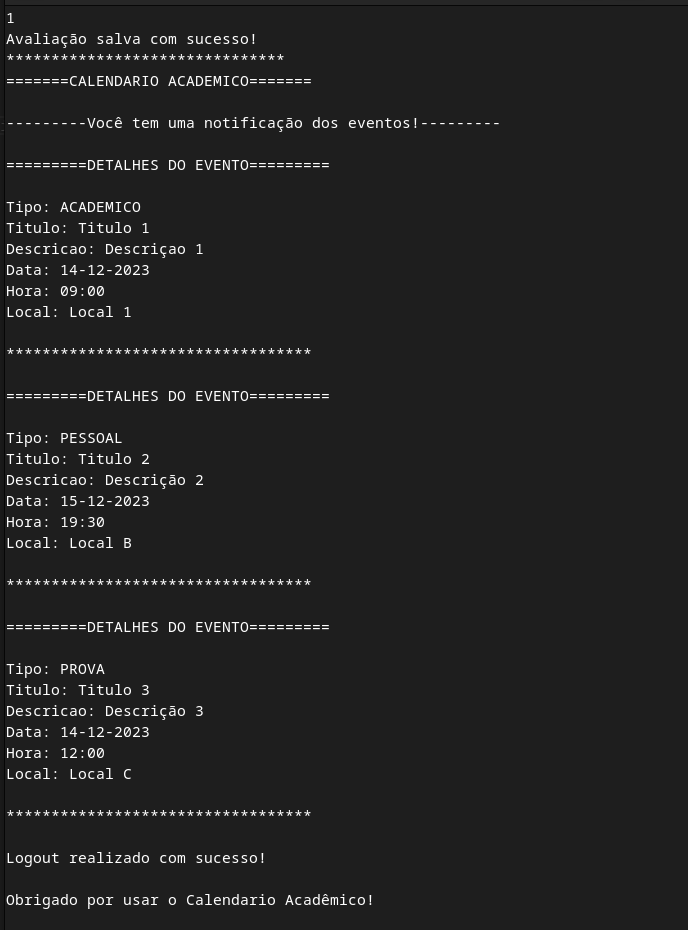 1
Avaliação salva com sucesso!
*******************************
=======CALENDARIO ACADEMICO=======
---------Você tem uma notificação dos eventos!---------
=========DETALHES DO EVENTO=========
Tipo: ACADEMICO
Titulo: Titulo 1
Descricao: Descriçao 1
Data: 14-12-2023
Hora: 09:00
Local: Local 1
**********************************
=========DETALHES DO EVENTO=========
Tipo: PESSOAL
Titulo: Titulo 2
Descricao: Descrição 2
Data: 15-12-2023
Hora: 19:30
Local: Local B
**********************************
=========DETALHES DO EVENTO=========
Tipo: PROVA
Titulo: Titulo 3
Descricao: Descrição 3
Data: 14-12-2023
Hora: 12:00
Local: Local C
**********************************
Logout realizado com sucesso!
Obrigado por usar o Calendario Acadêmico!